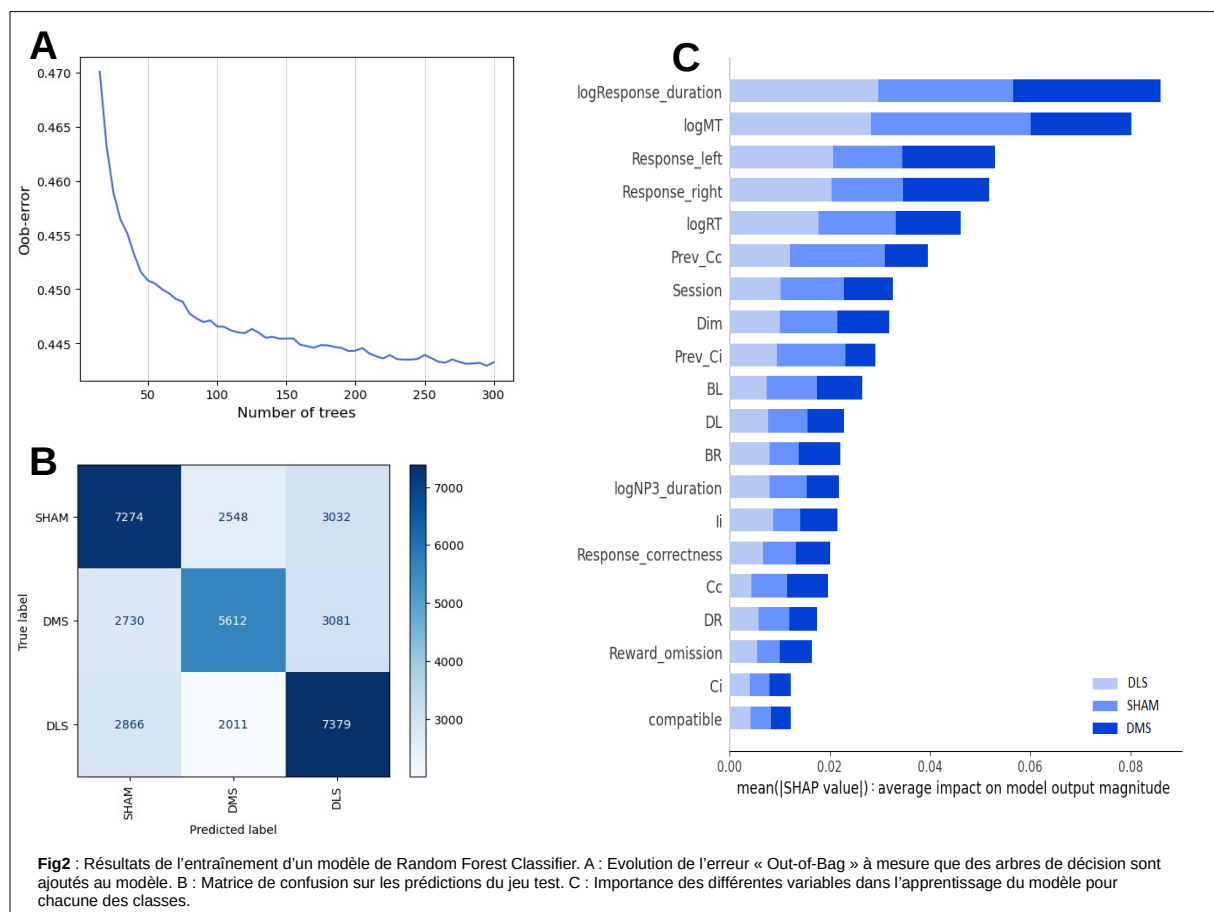 A
0.470
0.465
0.460
0.455
0.450
0.445
Oob-error
50 100 150 200 250 300
Number of trees
B
SHAM
DMS
DLS
True label
7274 2548 3032
2730 5612 3081
2866 2011 7379
SHAM DMS DLS
Predicted label
7000
6000
5000
4000
3000
C
logResponse_duration
logMT
Response_left
Response_right
logRT
Prev_Cc
Session
Dim
Prev_Ci
BL
DL
BR
logNP3_duration
Ii
Response_correctness
Cc
DR
Reward_omission
Ci
compatible
DLS
SHAM
DMS
0.00 0.02 0.04 0.06 0.08
mean(|SHAP value|) : average impact on model output magnitude
Fig2 : Résultats de l’entraînement d’un modèle de Random Forest Classifier. A : Evolution de l’erreur « Out-of-Bag » à mesure que des arbres de décision sont
ajoutés au modèle. B : Matrice de confusion sur les prédictions du jeu test. C : Importance des différentes variables dans l’apprentissage du modèle pour
chacune des classes.